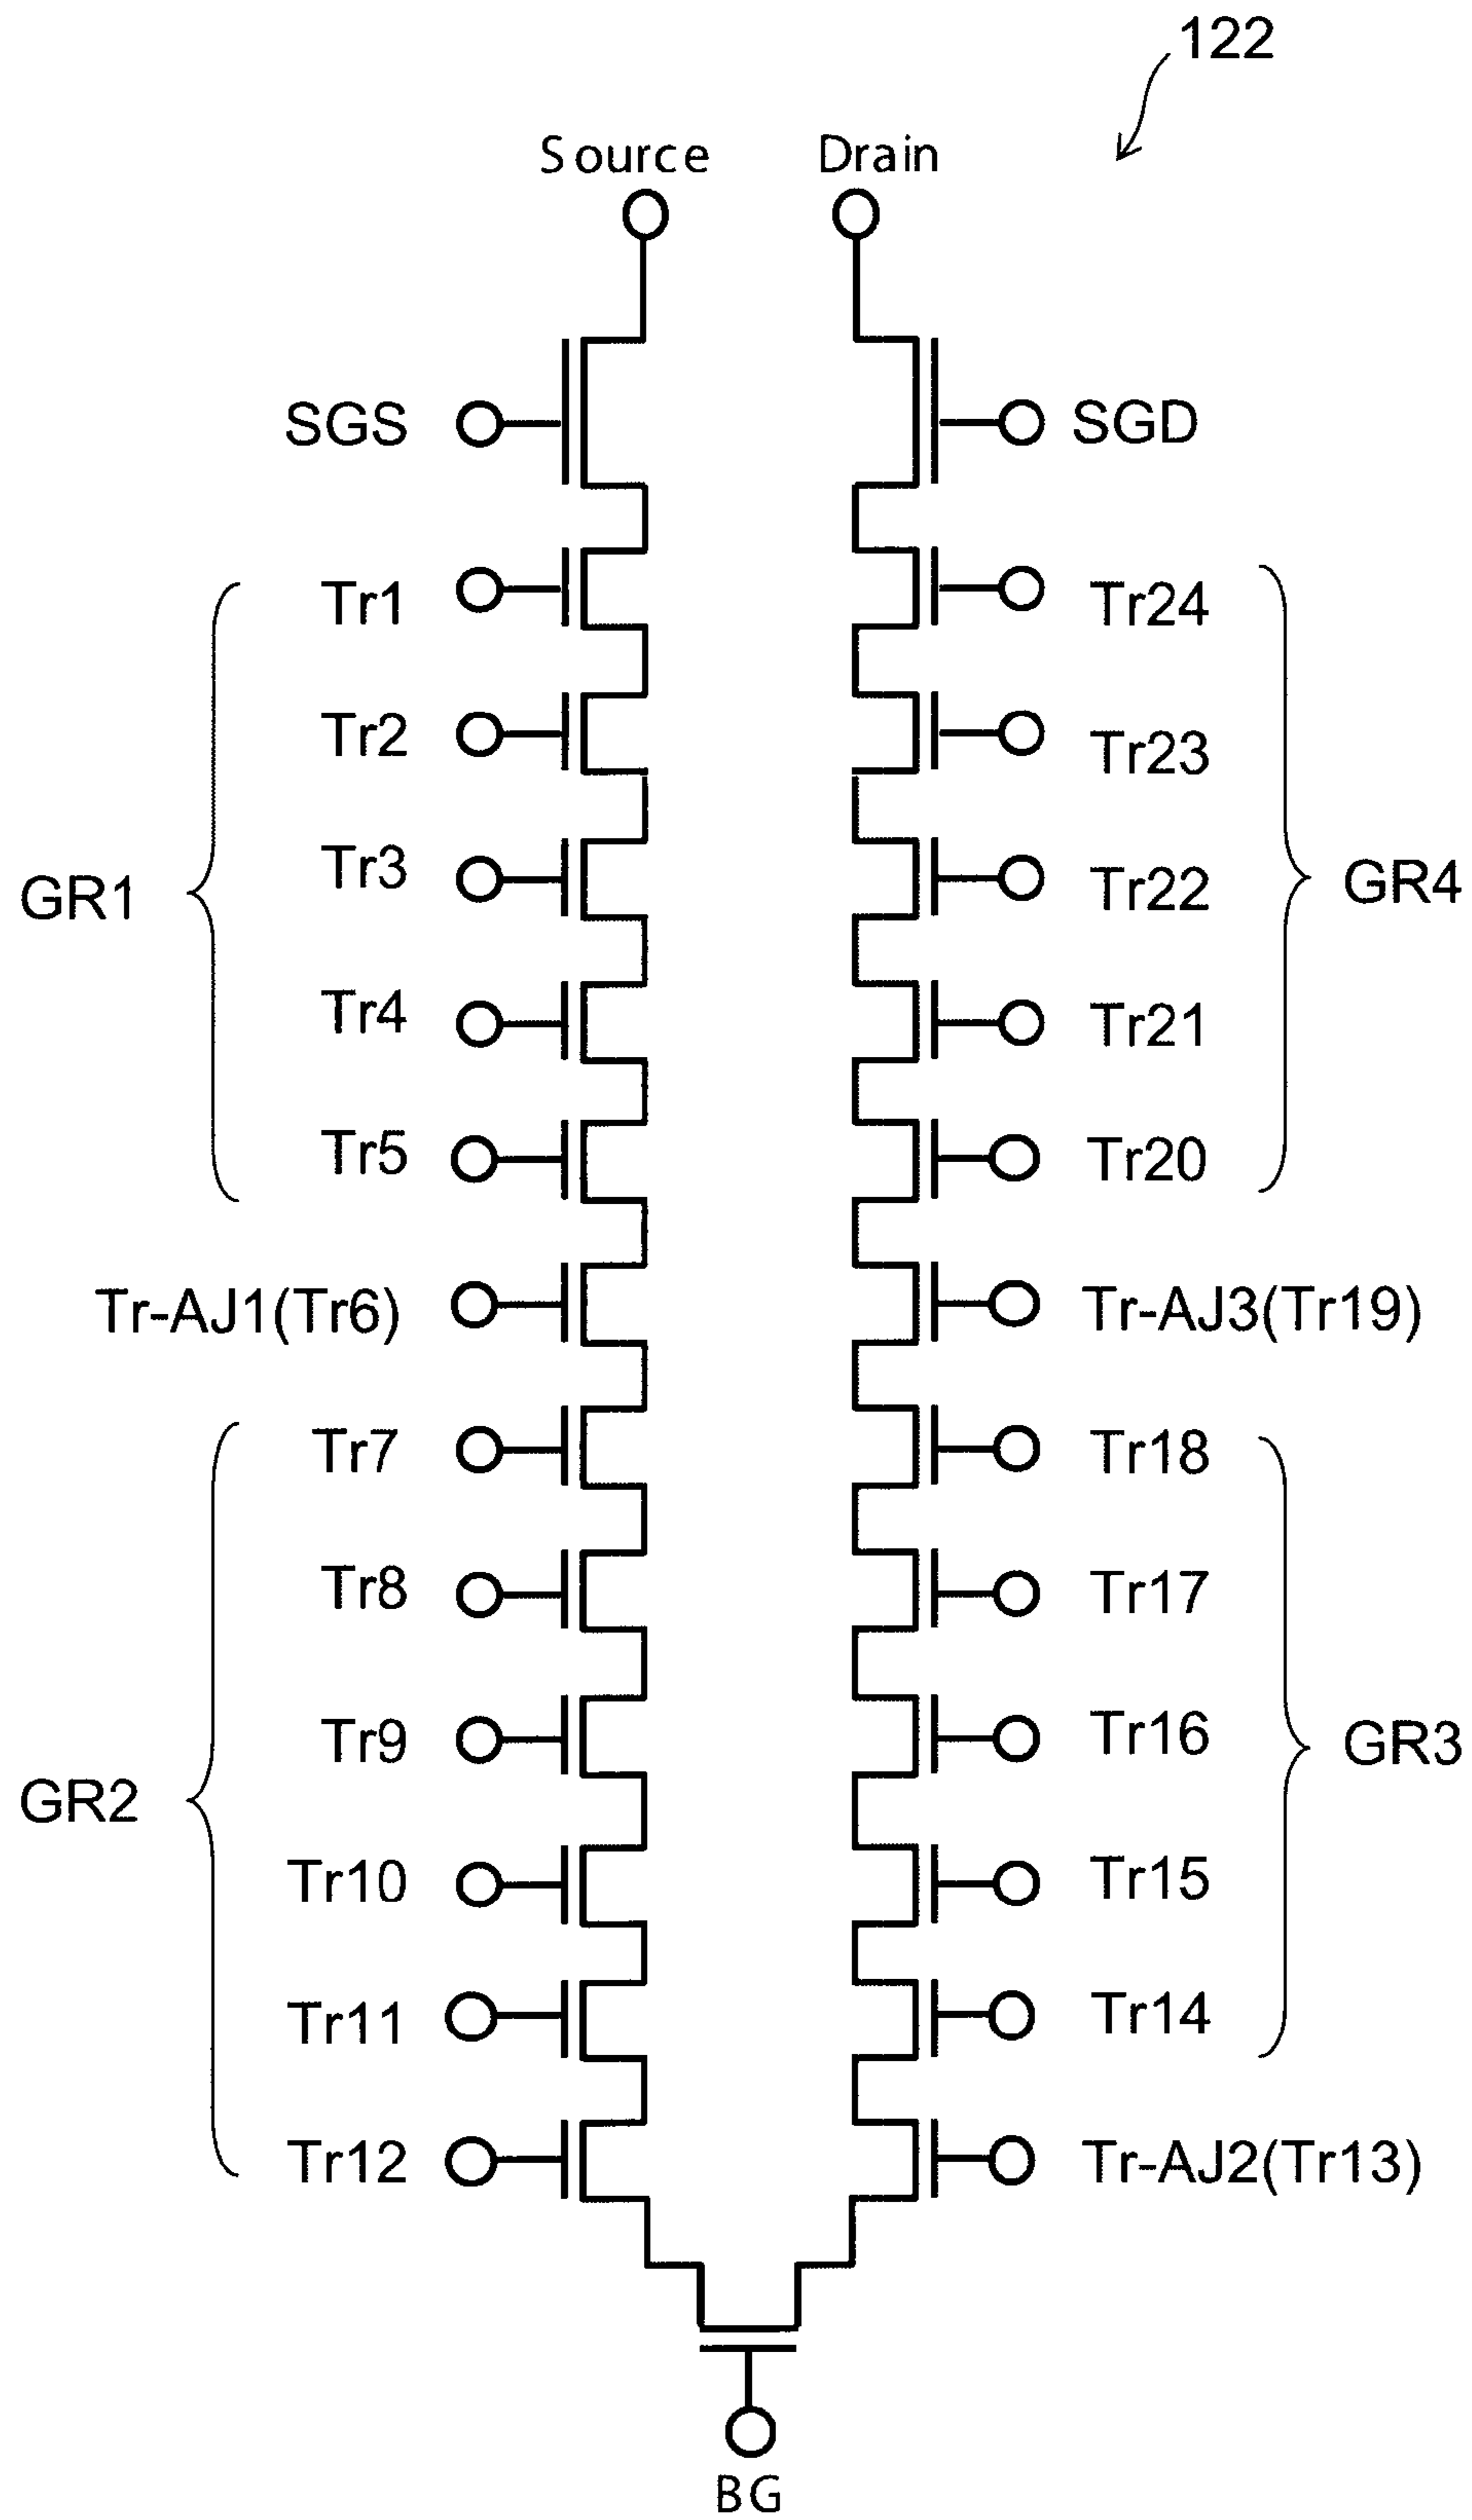 122
Source Drain
SGS SGD
Tr1 Tr24
Tr2 Tr23
Tr3 Tr22
GR1 GR4
Tr4 Tr21
Tr5 Tr20
Tr-AJ1(Tr6) Tr-AJ3(Tr19)
Tr7 Tr18
Tr8 Tr17
Tr9 Tr16 GR3
GR2
Tr10 Tr15
Tr11 Tr14
Tr12 Tr-AJ2(Tr13)
BG